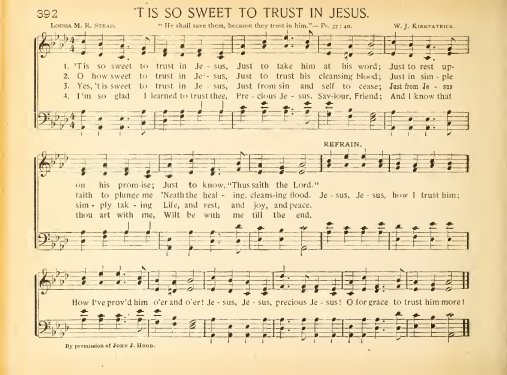 392
'TIS SO SWEET TO TRUST IN JESUS.
LOUISA M. R. STEAD. "He shall save them, because they trust in him."—Ps. 37: 40. W. J. KIRKPATRICK.
1. 'Tis so sweet to trust in Je - sus, Just to take him at his word; Just to rest up-
2. O how sweet to trust in Je - sus, Just to trust his cleansing blood; Just in sim - ple
3. Yes, 'tis sweet to trust in Je - sus, Just from sin and self to cease; Just from Je - sus
4. I'm so glad I learned to trust thee, Pre - cious Je - sus, Saviour, Friend; And I know that
REFRAIN.
on his prom-ise; Just to know, "Thus saith the Lord."
faith to plunge me 'Neath the heal - ing, cleans-ing flood. Je - sus, Je - sus, how I trust him;
sim - ply tak - ing Life, and rest, and joy, and peace.
thou art with me, Wilt be with me till the end.
How I've prov'd him o'er and o'er! Je - sus, Je - sus, precious Je - sus! O for grace to trust him more!
By permission of JOHN J. HOOD.